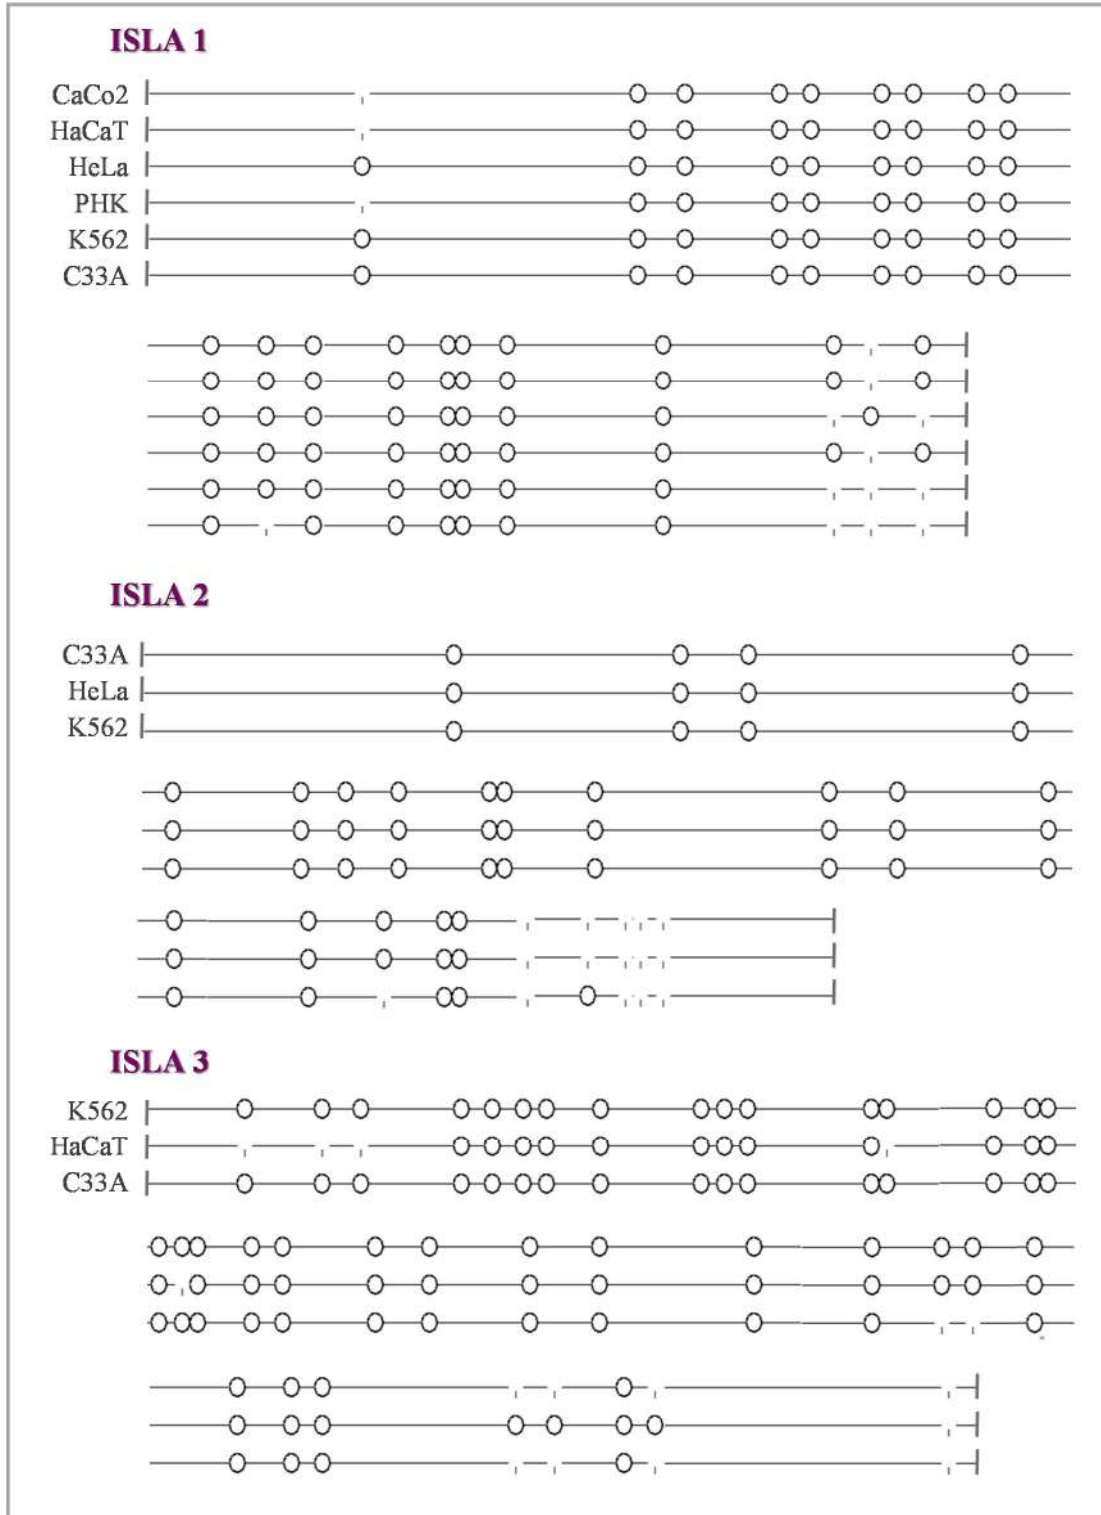 ISLA 1
CaCo2
HaCaT
HeLa
PHK
K562
C33A
ISLA 2
C33A
HeLa
K562
ISLA 3
K562
HaCaT
C33A